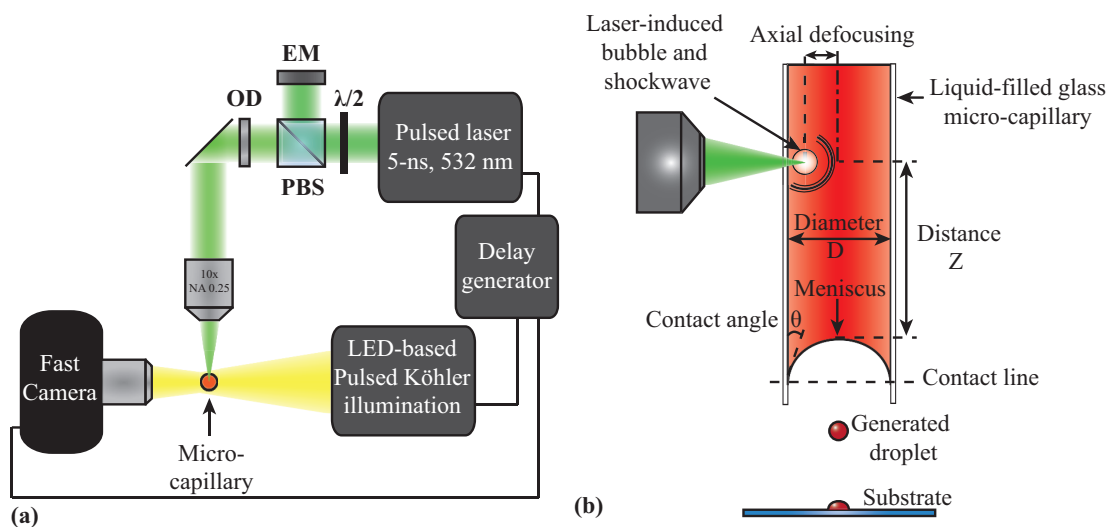 EM
OD
λ/2
Pulsed laser
5-ns, 532 nm
PBS
Delay
generator
10x
NA 0.25
Fast
Camera
LED-based
Pulsed Köhler
illumination
Micro-
capillary
(a)
Laser-induced
bubble and
shockwave
Axial defocusing
Liquid-filled glass
micro-capillary
Diameter
D
Distance
Z
Meniscus
Contact angle
θ
Contact line
Generated
droplet
Substrate
(b)